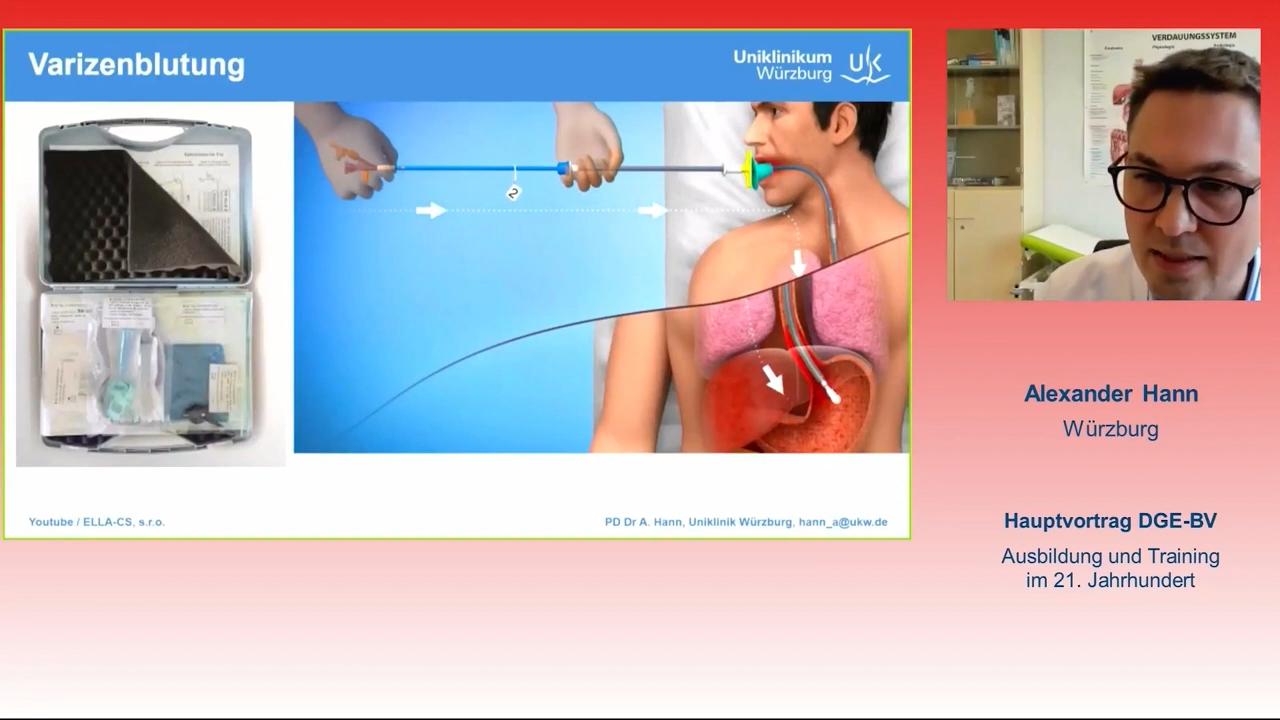 Varizenblutung
Uniklinikum
Würzburg
2
Youtube / ELLA-CS, s.r.o.
PD Dr A. Hann, Uniklinik Würzburg, hann_a@ukw.de
VERDAUUNGSSYSTEM
Alexander Hann
Würzburg
Hauptvortrag DGE-BV
Ausbildung und Training
im 21. Jahrhundert